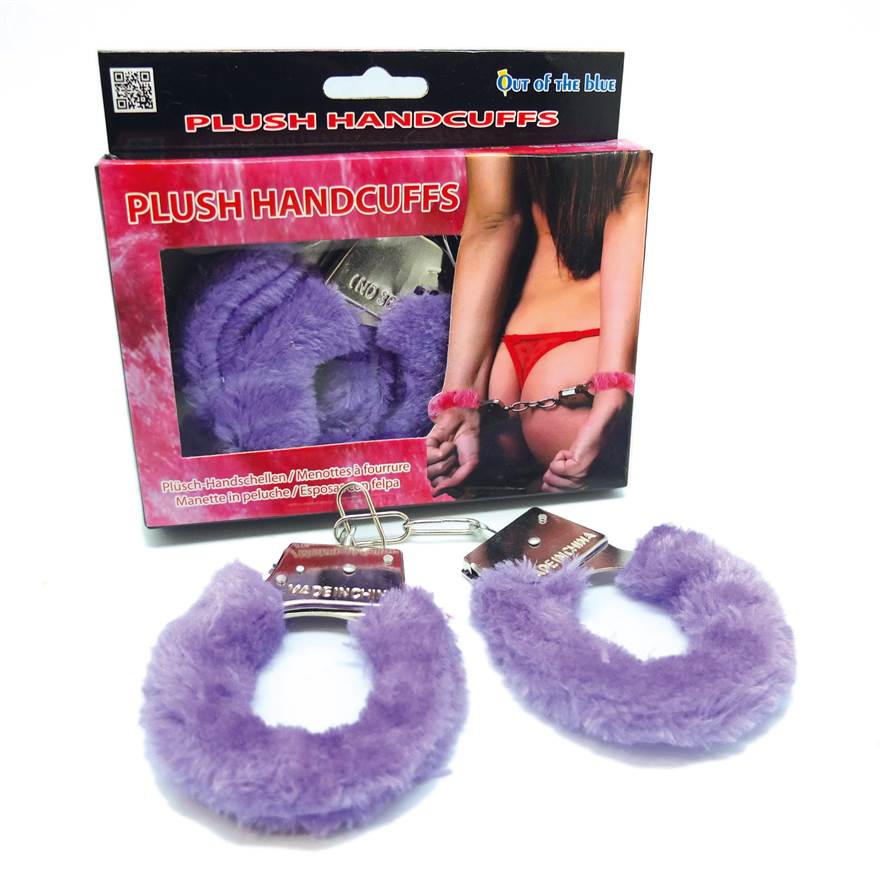 OUT OF THE BLUE
PLUSH HANDCUFFS
PLUSH HANDCUFFS
Plüsch-Handschellen / Menottes à fourrure
Manette in peluche / Esposas con felpa
MADE IN CHINA
MADE IN CHINA